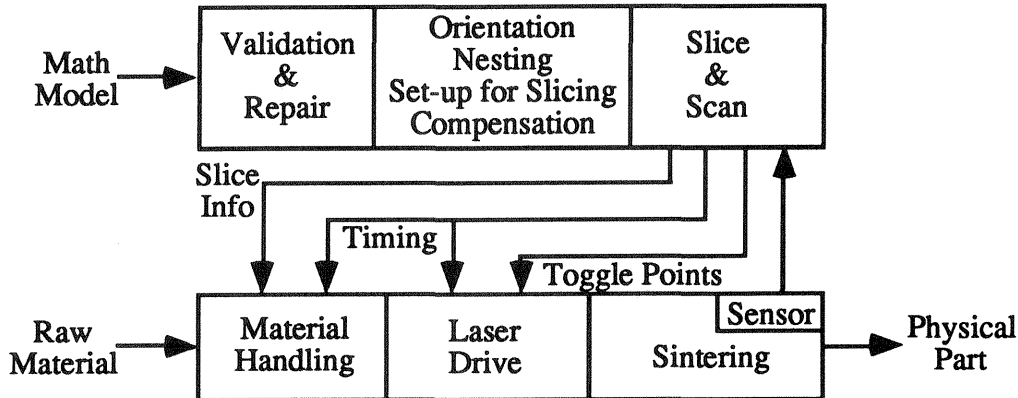 Math
Model
Validation
&
Repair
Orientation
Nesting
Set-up for Slicing
Compensation
Slice
&
Scan
Slice
Info
Timing
Toggle Points
Raw
Material
Material
Handling
Laser
Drive
Sensor
Sintering
Physical
Part